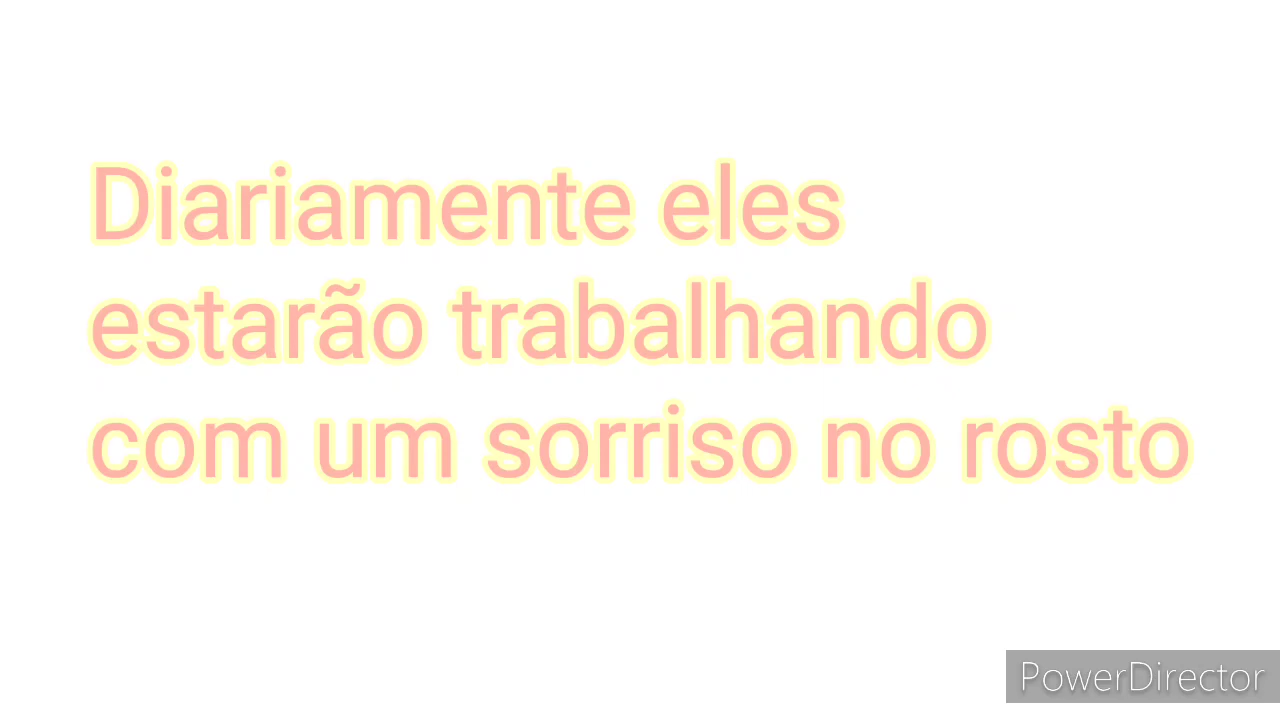 Diariamente eles
estarão trabalhando
com um sorriso no rosto
PowerDirector